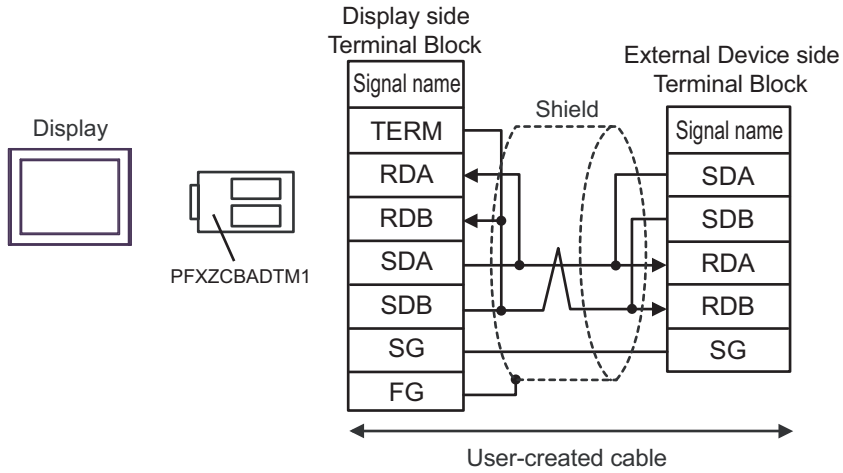 Display side
Terminal Block
External Device side
Terminal Block
Display
PFXZCBADTM1
Shield
Signal name
TERM
RDA
RDB
SDA
SDB
SG
FG
Signal name
SDA
SDB
RDA
RDB
SG
User-created cable